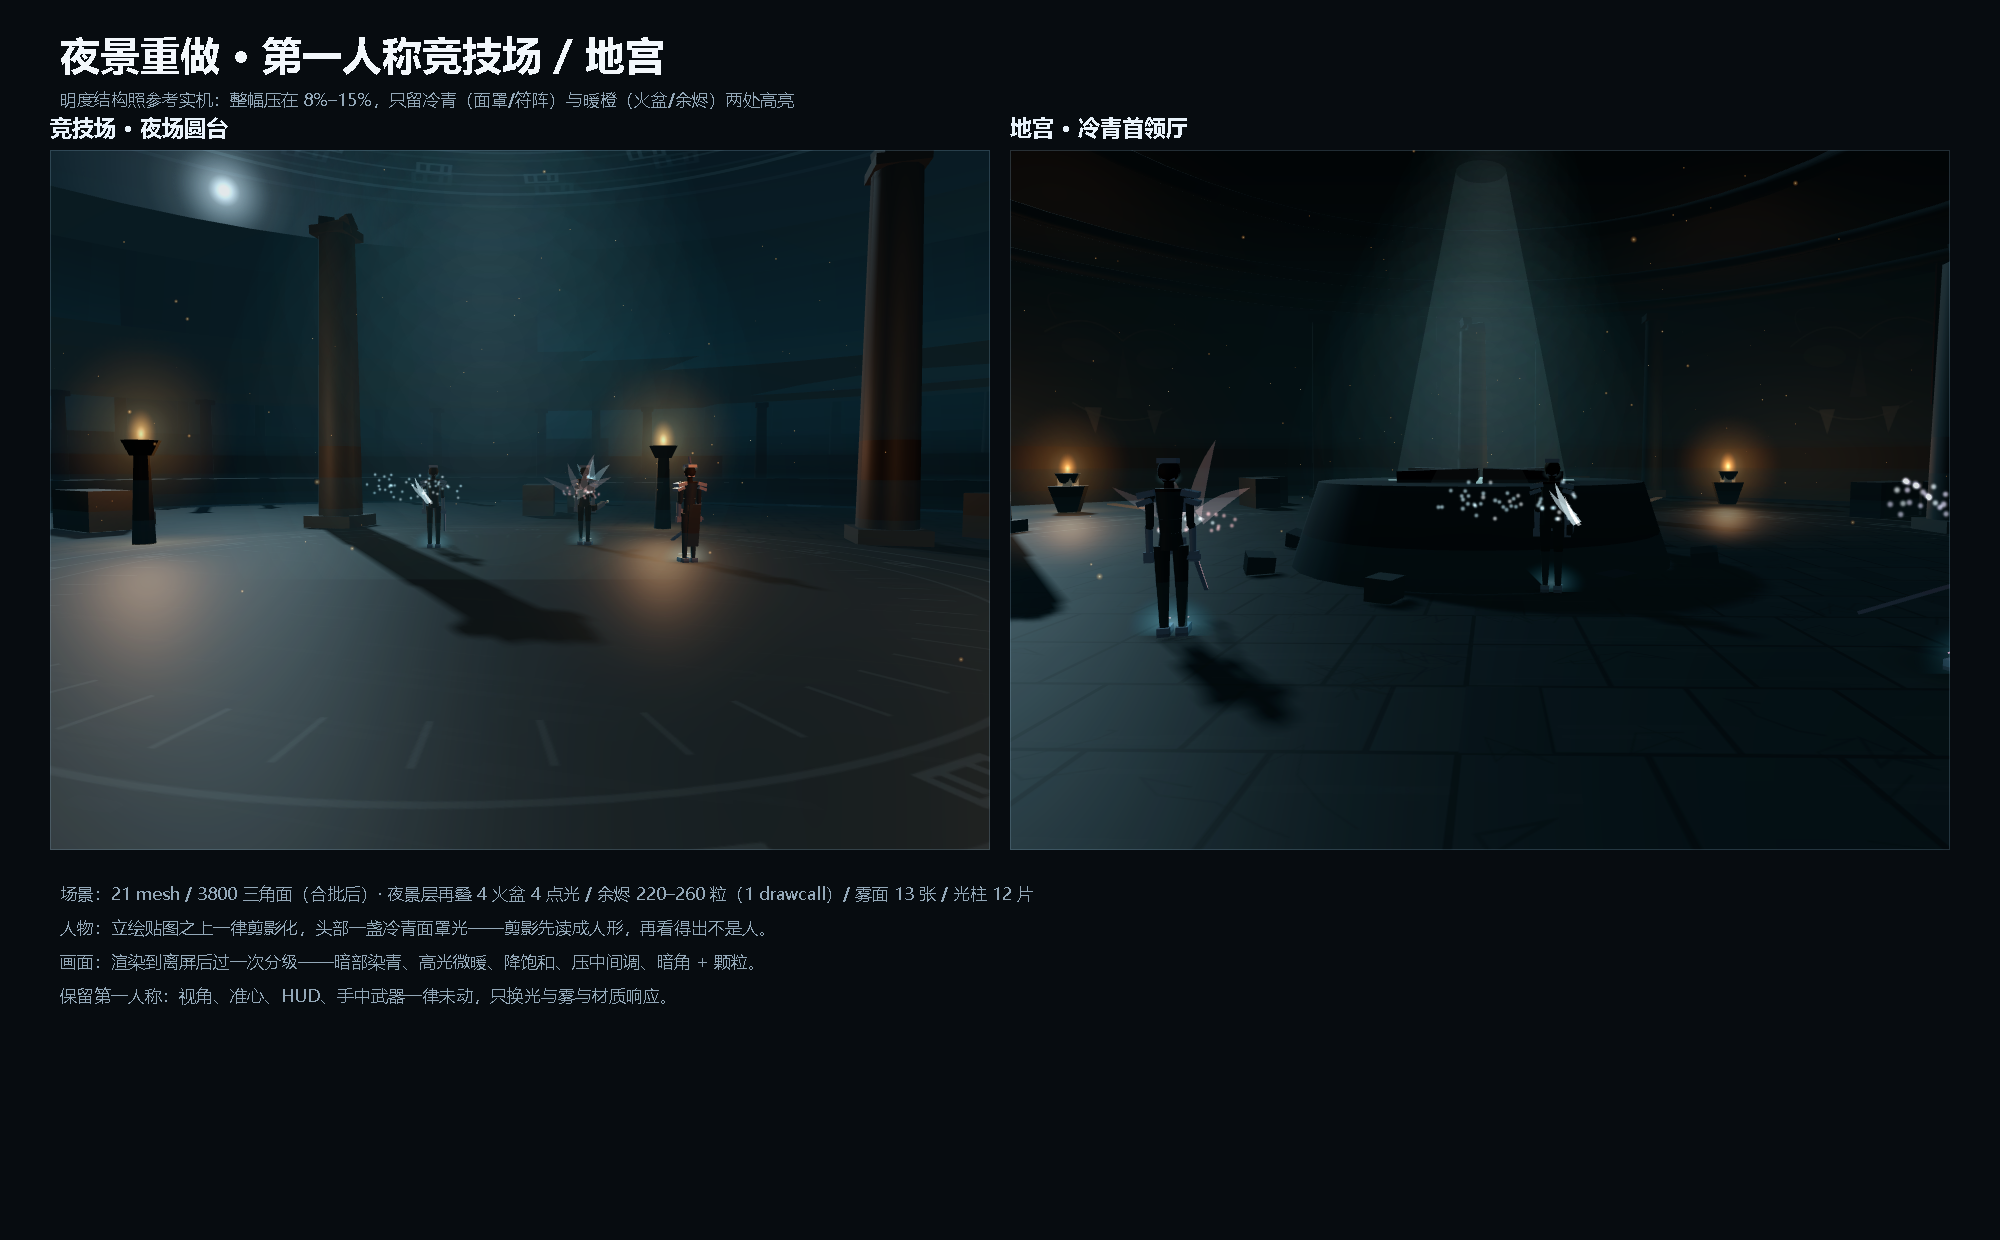 夜景重做 • 第一人称竞技场 / 地宫
明度结构照参考实机：整幅压在 8%–15%，只留冷青（面罩/符阵）与暖橙（火盆/余烬）两处高亮
竞技场 • 夜场圆台
地宫 • 冷青首领厅
场景：21 mesh / 3800 三角面（合批后）· 夜景层再叠 4 火盆 4 点光 / 余烬 220–260 粒（1 drawcall）/ 雾面 13 张 / 光柱 12 片
人物：立绘贴图之上一律剪影化，头部一盏冷青面罩光——剪影先读成人形，再看得出不是人。
画面：渲染到离屏后过一次分级——暗部染青、高光微暖、降饱和、压中间调、暗角 + 颗粒。
保留第一人称：视角、准心、HUD、手中武器一律未动，只换光与雾与材质响应。